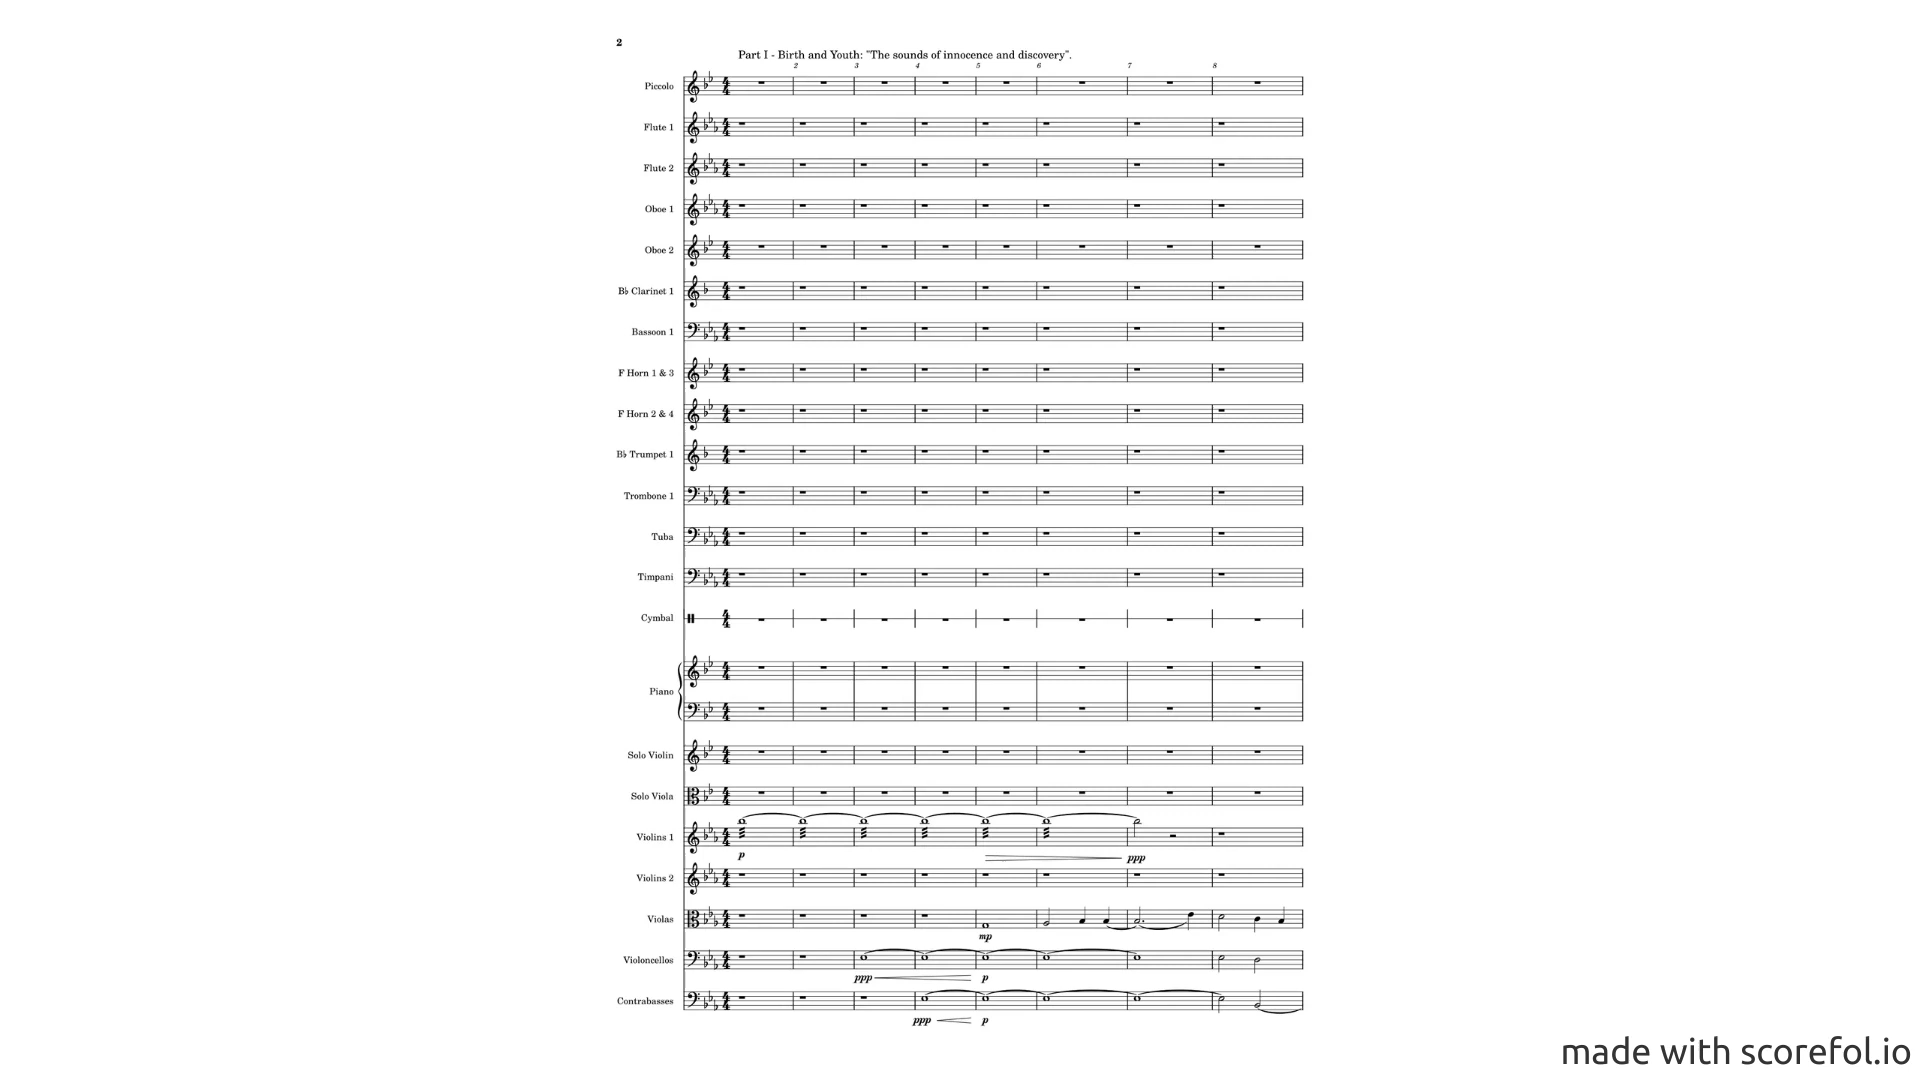 2
Part I - Birth and Youth: "The sounds of innocence and discovery".
2 3 4 5 6 7 8
Piccolo
Flute 1
Flute 2
Oboe 1
Oboe 2
B♭ Clarinet 1
Bassoon 1
F Horn 1 & 3
F Horn 2 & 4
B♭ Trumpet 1
Trombone 1
Tuba
Timpani
Cymbal
Piano
Solo Violin
Solo Viola
Violins 1
p ppp
Violins 2
Violas
mp
Violoncellos
ppp p
Contrabasses
ppp p
made with scorefol.io